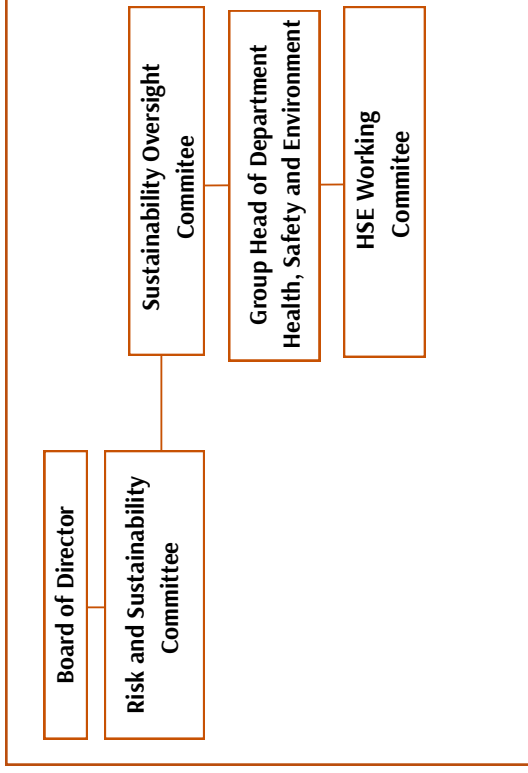 Board of Director
Risk and Sustainability
Committee
Sustainability Oversight
Commitee
Group Head of Department
Health, Safety and Environment
HSE Working
Commitee